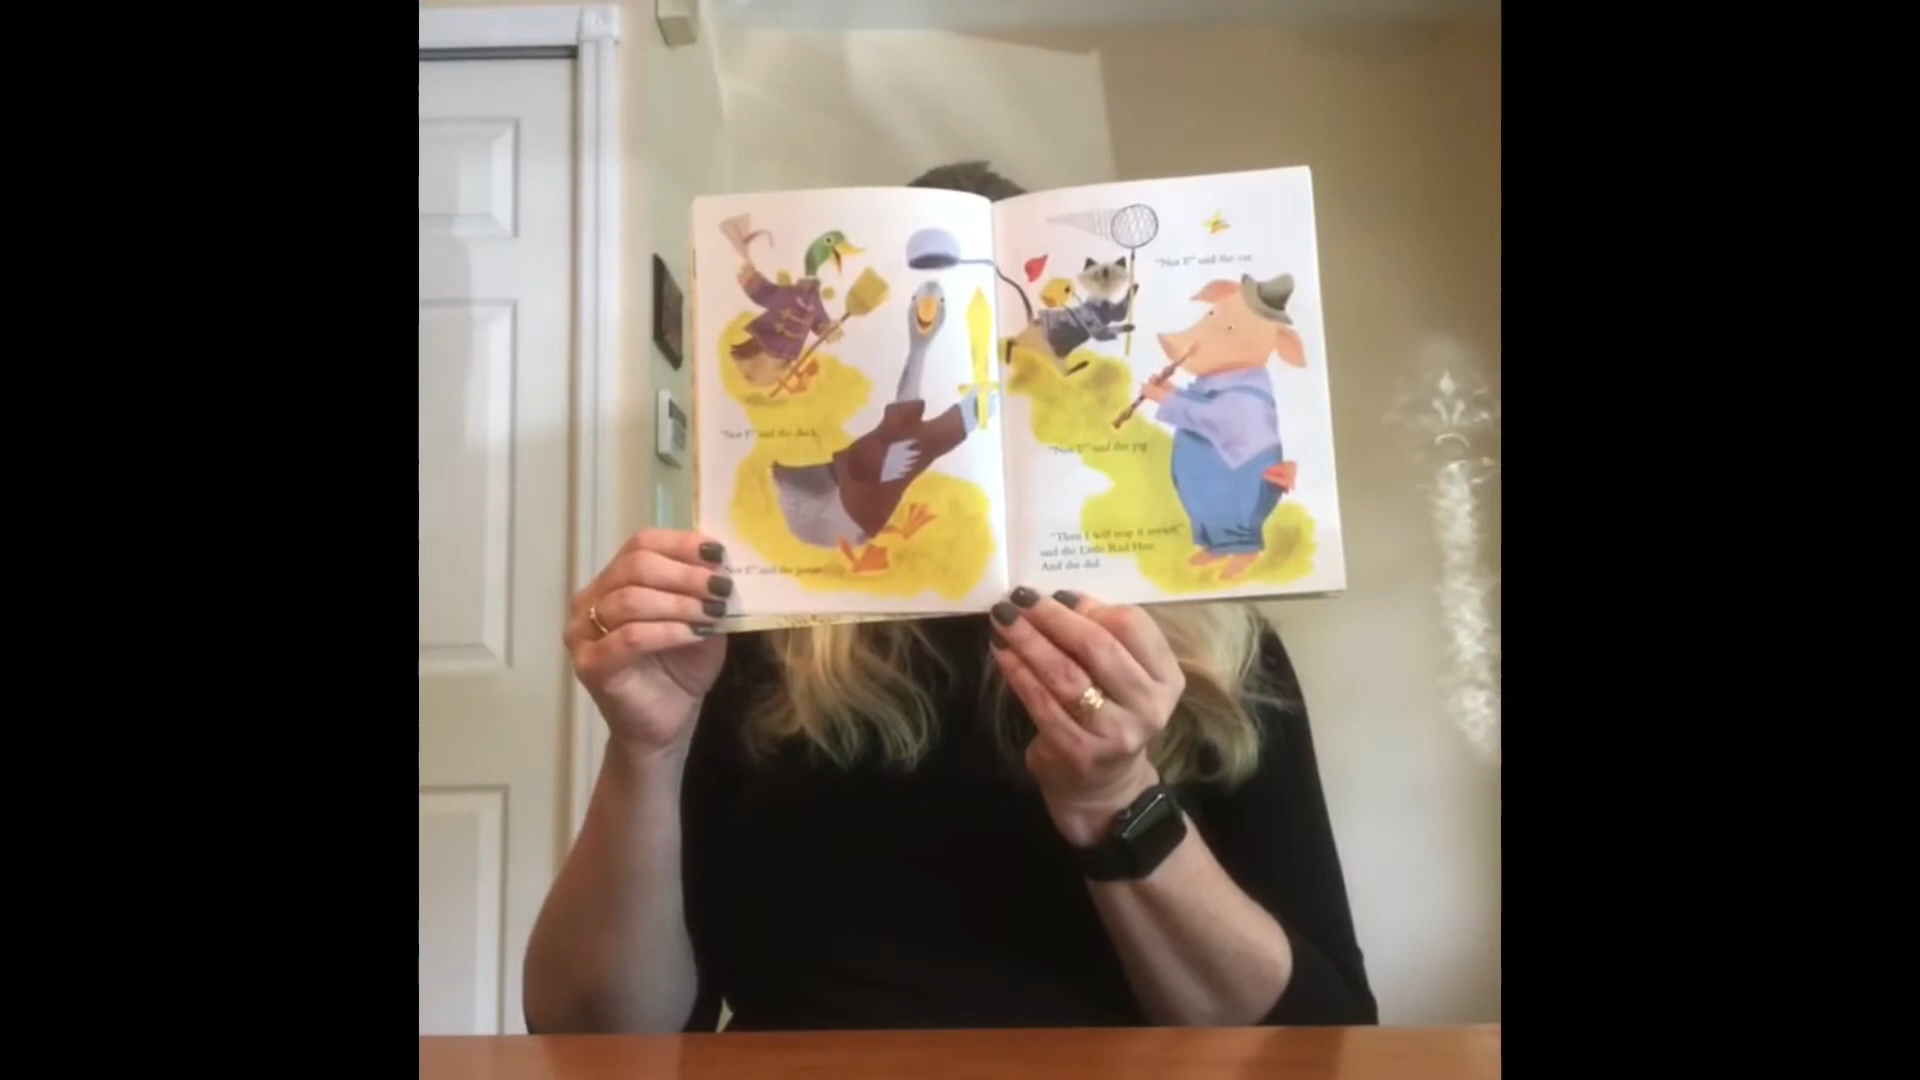 "Not I!" said the duck.
"Not I!" said the goose.
"Not I!" said the cat.
"Not I!" said the pig.
"Then I will reap it myself,"
said the Little Red Hen.
And she did.